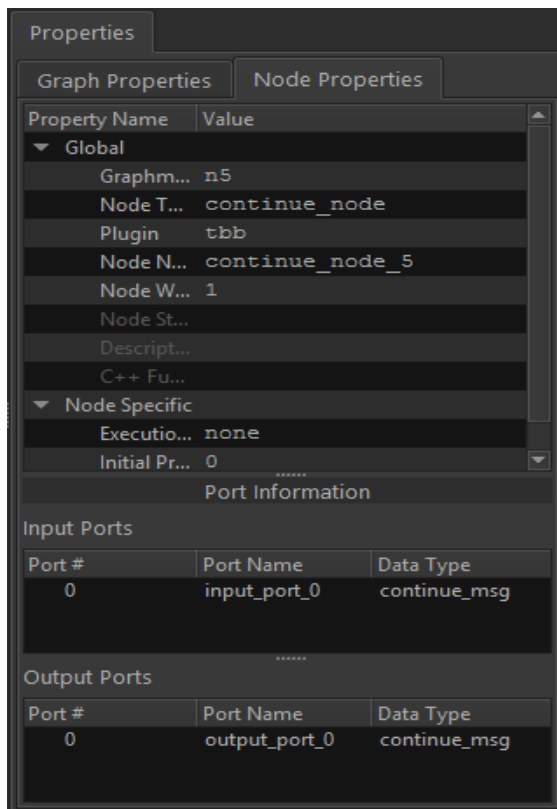 Properties
Graph Properties Node Properties
Property Name Value
Global
Graphm... n5
Node T... continue_node
Plugin tbb
Node N... continue_node_5
Node W... 1
Node St...
Descript...
C++ Fu...
Node Specific
Executio... none
Initial Pr... 0
Port Information
Input Ports
Port # Port Name Data Type
0 input_port_0 continue_msg
Output Ports
Port # Port Name Data Type
0 output_port_0 continue_msg